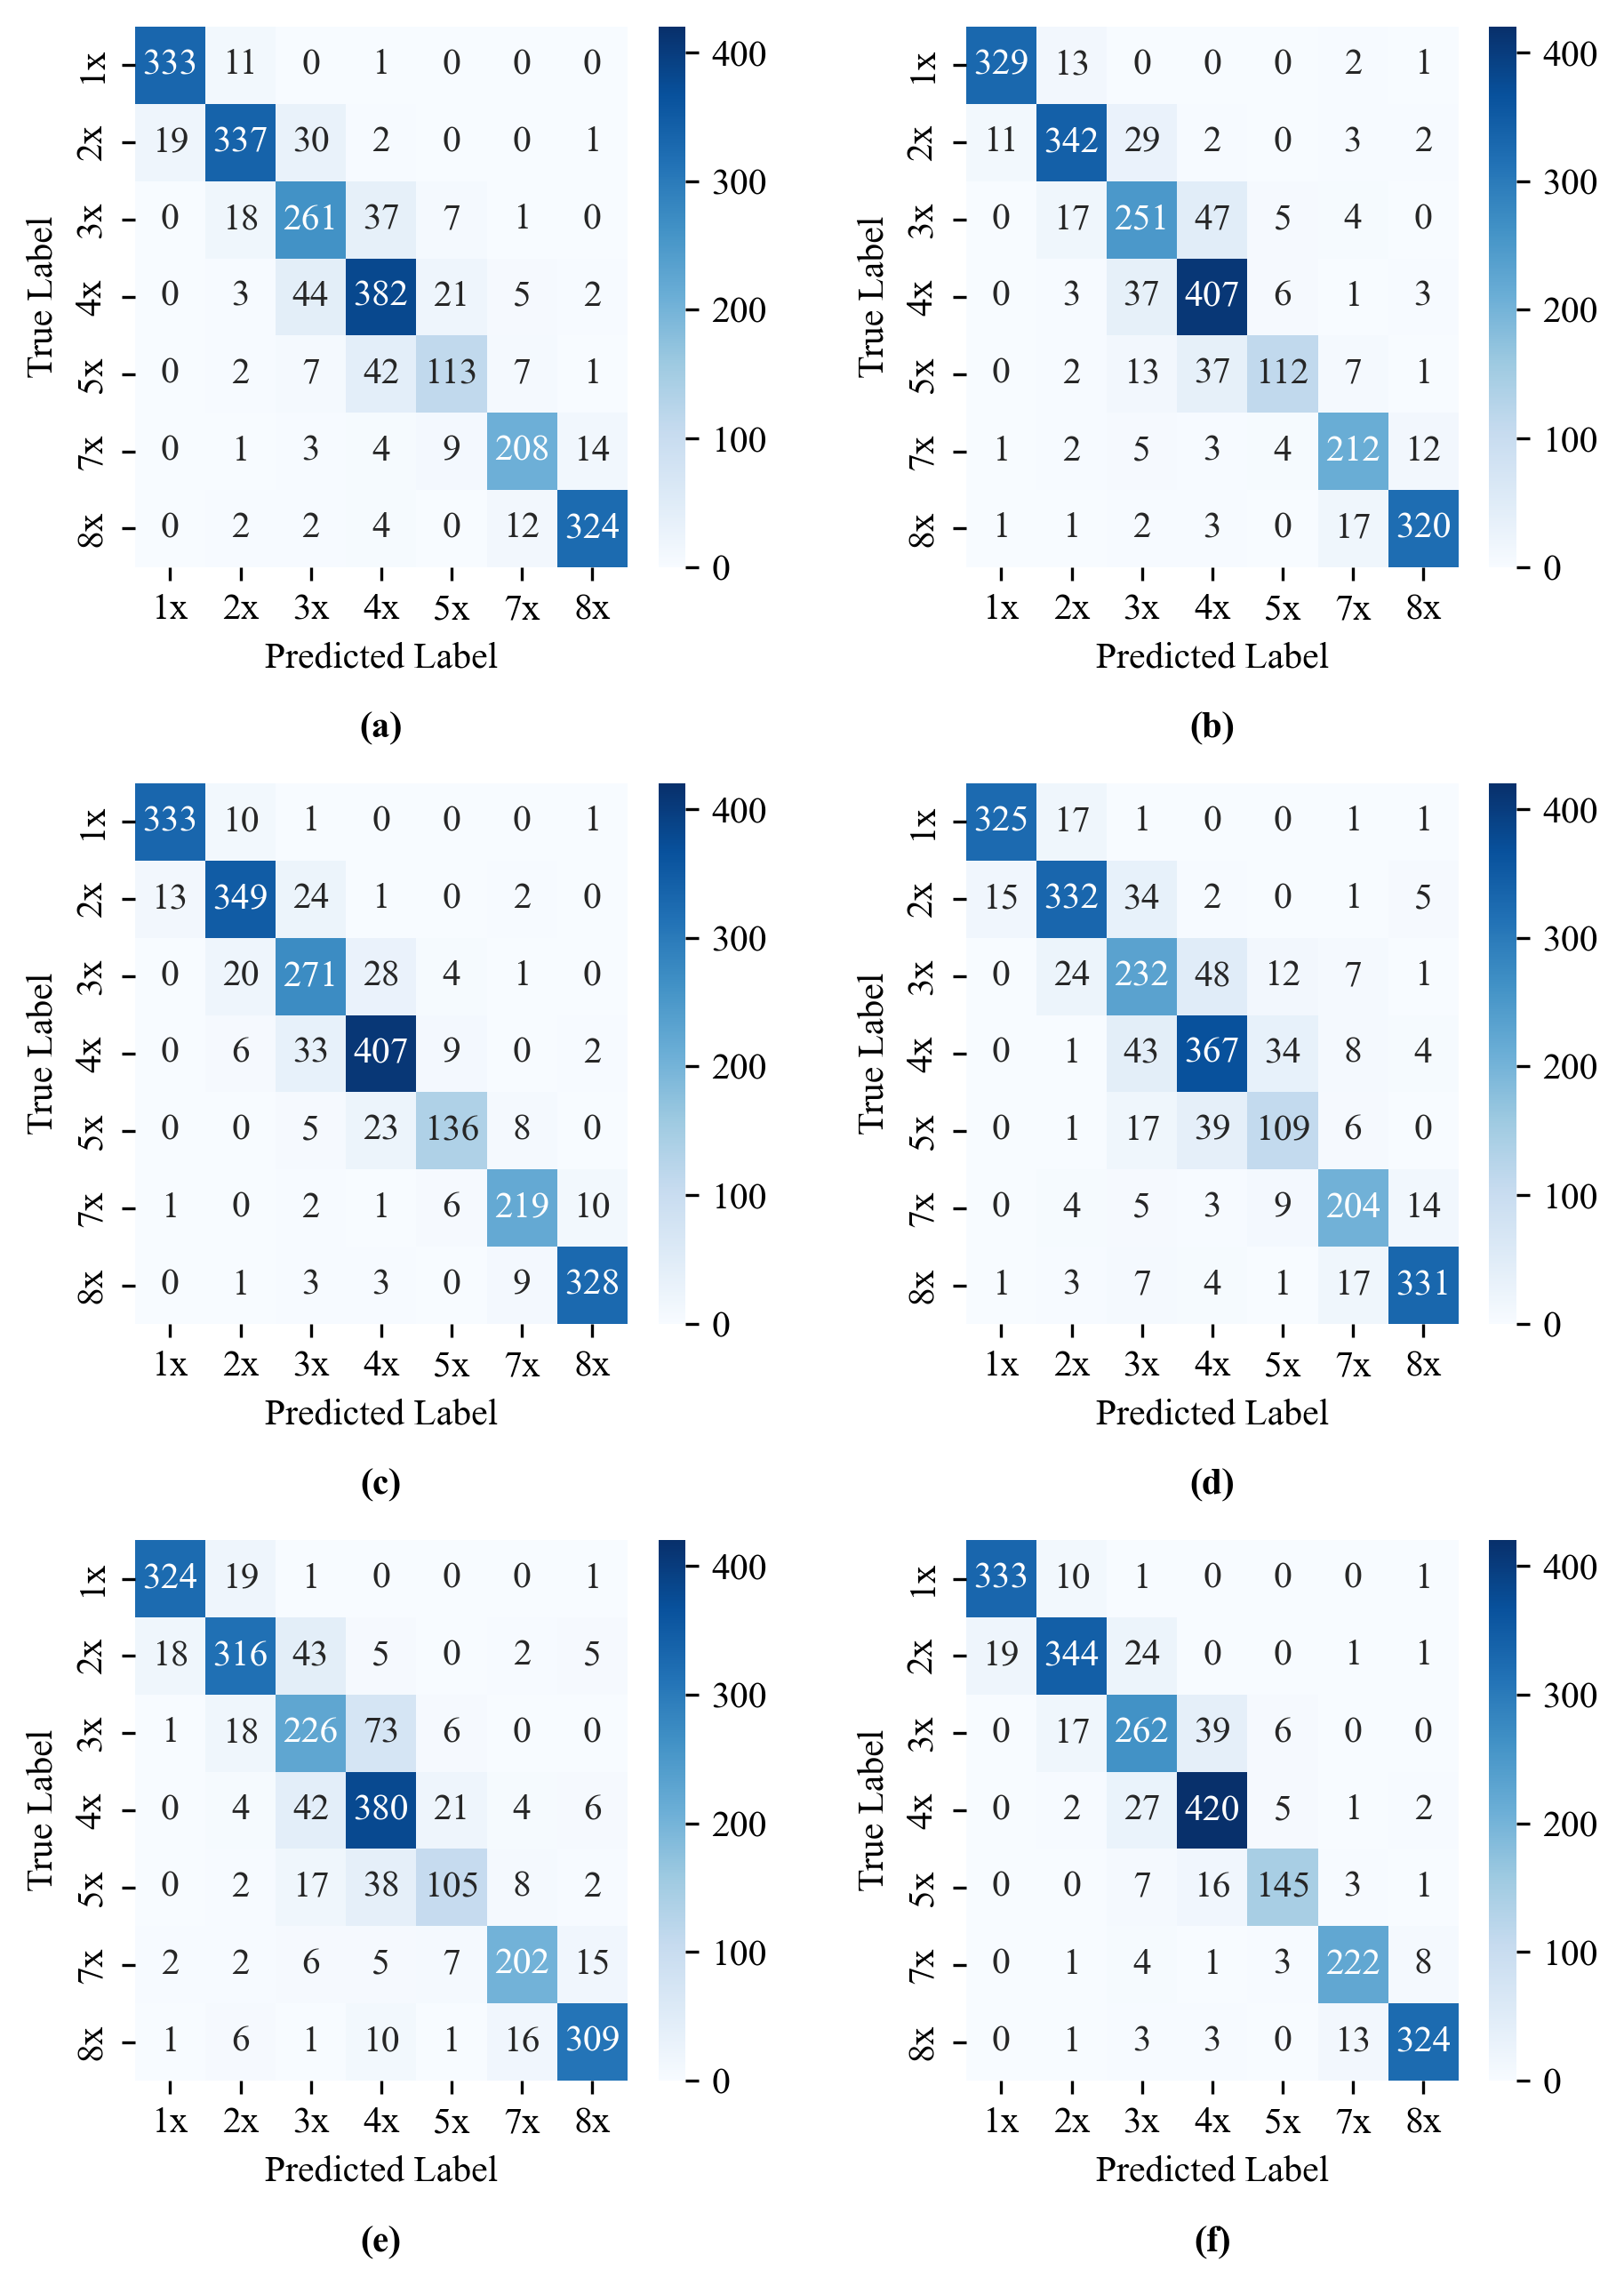 1x 333 11 0 1 0 0 0
2x 19 337 30 2 0 0 1
3x 0 18 261 37 7 1 0
4x 0 3 44 382 21 5 2
5x 0 2 7 42 113 7 1
7x 0 1 3 4 9 208 14
8x 0 2 2 4 0 12 324
1x 2x 3x 4x 5x 7x 8x
Predicted Label
True Label
400
300
200
100
0
(a)
1x 329 13 0 0 0 2 1
2x 11 342 29 2 0 3 2
3x 0 17 251 47 5 4 0
4x 0 3 37 407 6 1 3
5x 0 2 13 37 112 7 1
7x 1 2 5 3 4 212 12
8x 1 1 2 3 0 17 320
1x 2x 3x 4x 5x 7x 8x
Predicted Label
True Label
400
300
200
100
0
(b)
1x 333 10 1 0 0 0 1
2x 13 349 24 1 0 2 0
3x 0 20 271 28 4 1 0
4x 0 6 33 407 9 0 2
5x 0 0 5 23 136 8 0
7x 1 0 2 1 6 219 10
8x 0 1 3 3 0 9 328
1x 2x 3x 4x 5x 7x 8x
Predicted Label
True Label
400
300
200
100
0
(c)
1x 325 17 1 0 0 1 1
2x 15 332 34 2 0 1 5
3x 0 24 232 48 12 7 1
4x 0 1 43 367 34 8 4
5x 0 1 17 39 109 6 0
7x 0 4 5 3 9 204 14
8x 1 3 7 4 1 17 331
1x 2x 3x 4x 5x 7x 8x
Predicted Label
True Label
400
300
200
100
0
(d)
1x 324 19 1 0 0 0 1
2x 18 316 43 5 0 2 5
3x 1 18 226 73 6 0 0
4x 0 4 42 380 21 4 6
5x 0 2 17 38 105 8 2
7x 2 2 6 5 7 202 15
8x 1 6 1 10 1 16 309
1x 2x 3x 4x 5x 7x 8x
Predicted Label
True Label
400
300
200
100
0
(e)
1x 333 10 1 0 0 0 1
2x 19 344 24 0 0 1 1
3x 0 17 262 39 6 0 0
4x 0 2 27 420 5 1 2
5x 0 0 7 16 145 3 1
7x 0 1 4 1 3 222 8
8x 0 1 3 3 0 13 324
1x 2x 3x 4x 5x 7x 8x
Predicted Label
True Label
400
300
200
100
0
(f)